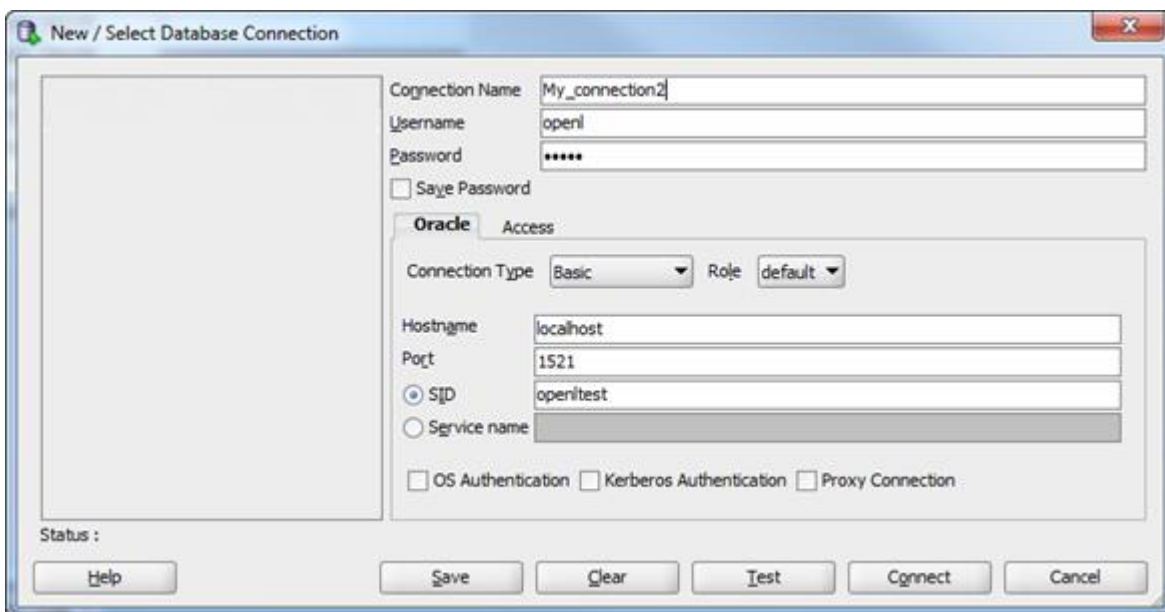 New / Select Database Connection
Connection Name My_connection2
Username openl
Password •••••
Save Password
Oracle Access
Connection Type Basic Role default
Hostname localhost
Port 1521
SID openltest
Service name
OS Authentication Kerberos Authentication Proxy Connection
Status :
Help Save Clear Test Connect Cancel